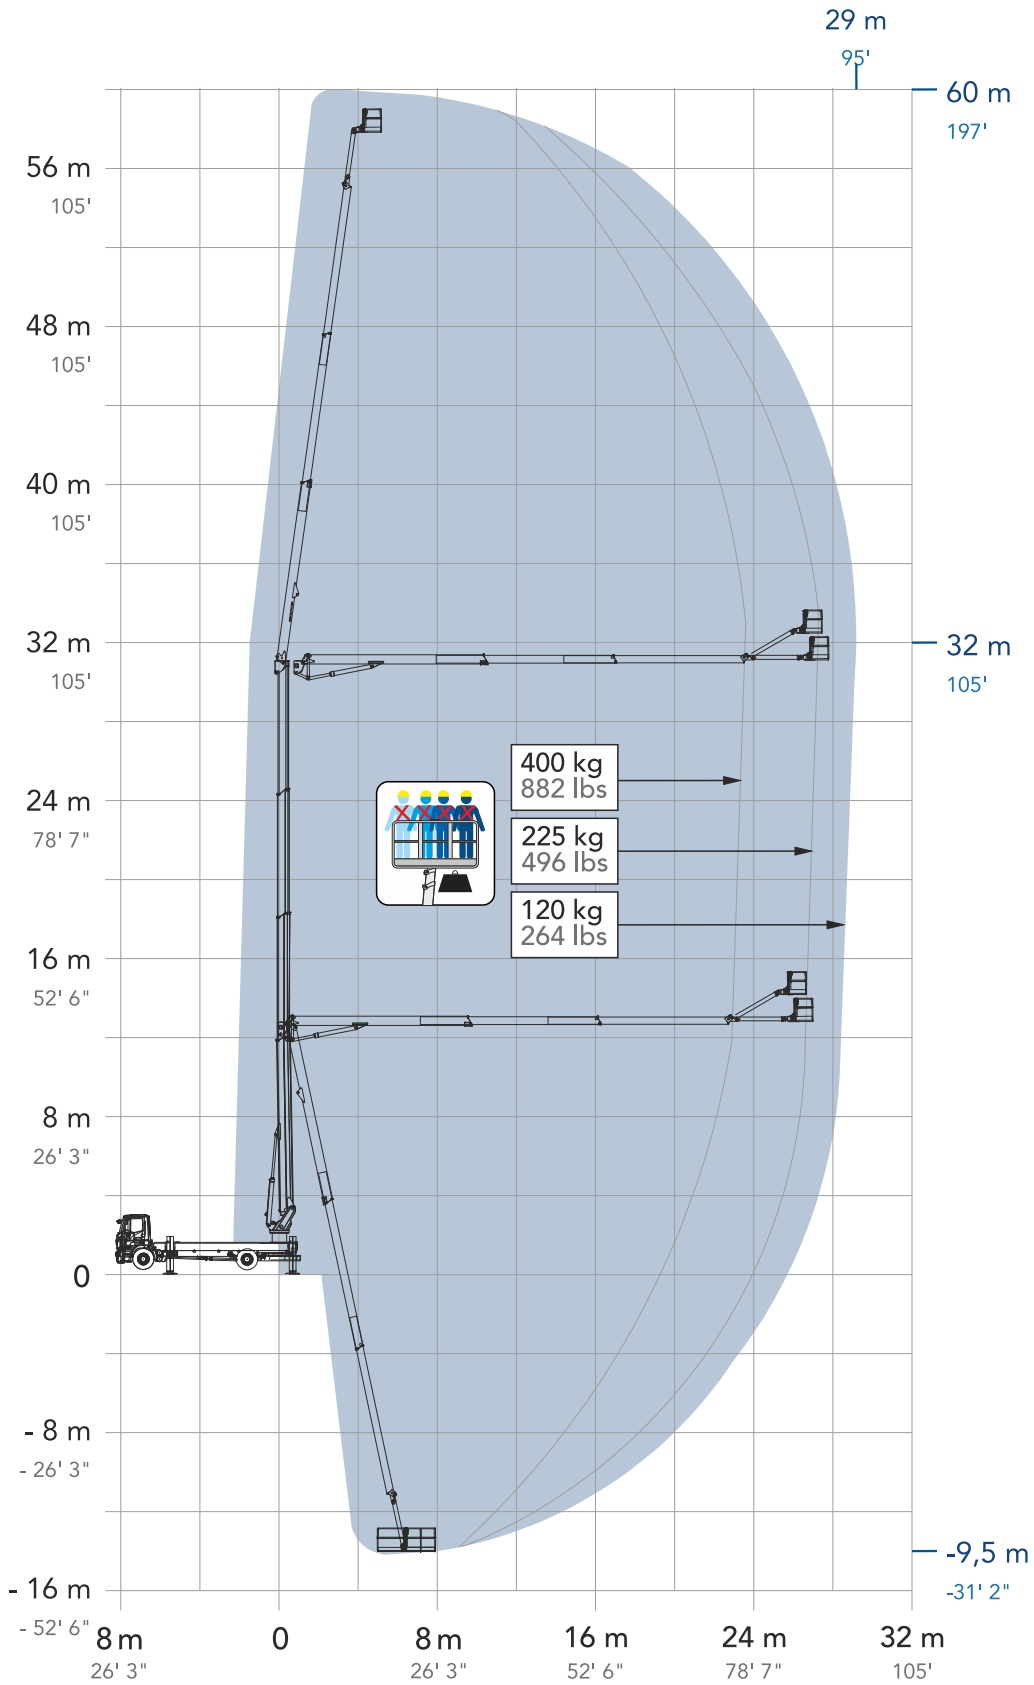 29 m
95'
60 m
197'
56 m
105'
48 m
105'
40 m
105'
32 m
105'
32 m
105'
400 kg
882 lbs
24 m
78' 7"
225 kg
496 lbs
120 kg
264 lbs
16 m
52' 6"
8 m
26' 3"
0
- 8 m
- 26' 3"
-9,5 m
-31' 2"
- 16 m
- 52' 6"
8 m 0 8 m 16 m 24 m 32 m
26' 3" 26' 3" 52' 6" 78' 7" 105'